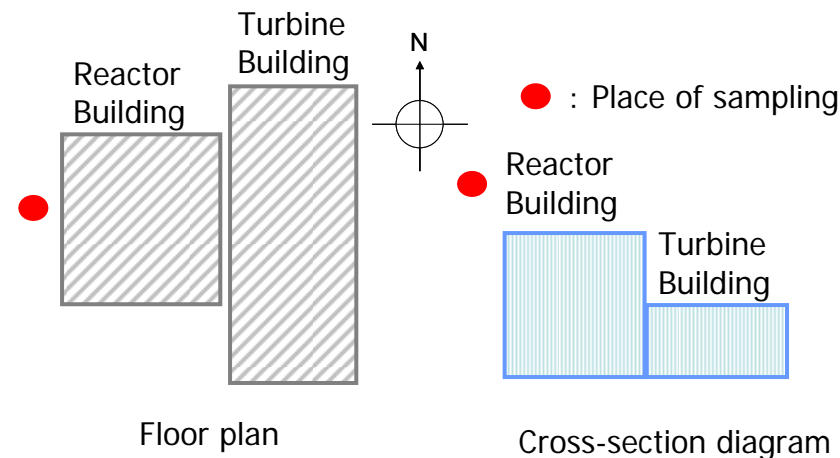 Turbine
Building
Reactor
Building
N
: Place of sampling
Reactor
Building
Turbine
Building
Floor plan
Cross-section diagram